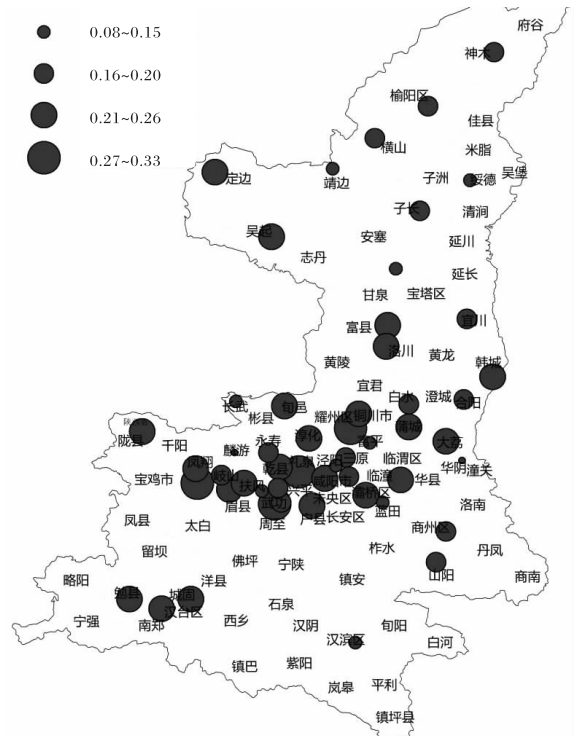 府谷
0.08~0.15
神木
0.16~0.20
榆阳区
0.21~0.26
佳县
横山
米脂
0.27~0.33
吴堡
定边
靖边
子洲
绥德
子长
清涧
吴起
安塞
延川
志丹
延长
甘泉
宝塔区
富县
宜川
洛川
黄陵
黄龙
韩城
宜君
长武
旬邑
白水
澄城
合阳
彬县
耀州区
铜川市
蒲城
陇县
千阳
麟游
永寿
淳化
富平
大荔
凤翔
乾县
礼泉
泾阳
三原
临渭区
华阴
潼关
宝鸡市
岐山
扶风
兴平
咸阳市
临潼
华县
眉县
武功
未央区
灞桥区
洛南
凤县
太白
周至
户县
长安区
蓝田
商州区
留坝
佛坪
宁陕
柞水
丹凤
略阳
洋县
镇安
山阳
商南
勉县
城固
石泉
宁强
南郑
汉台区
西乡
汉阴
旬阳
汉滨区
白河
镇巴
紫阳
岚皋
平利
镇坪县